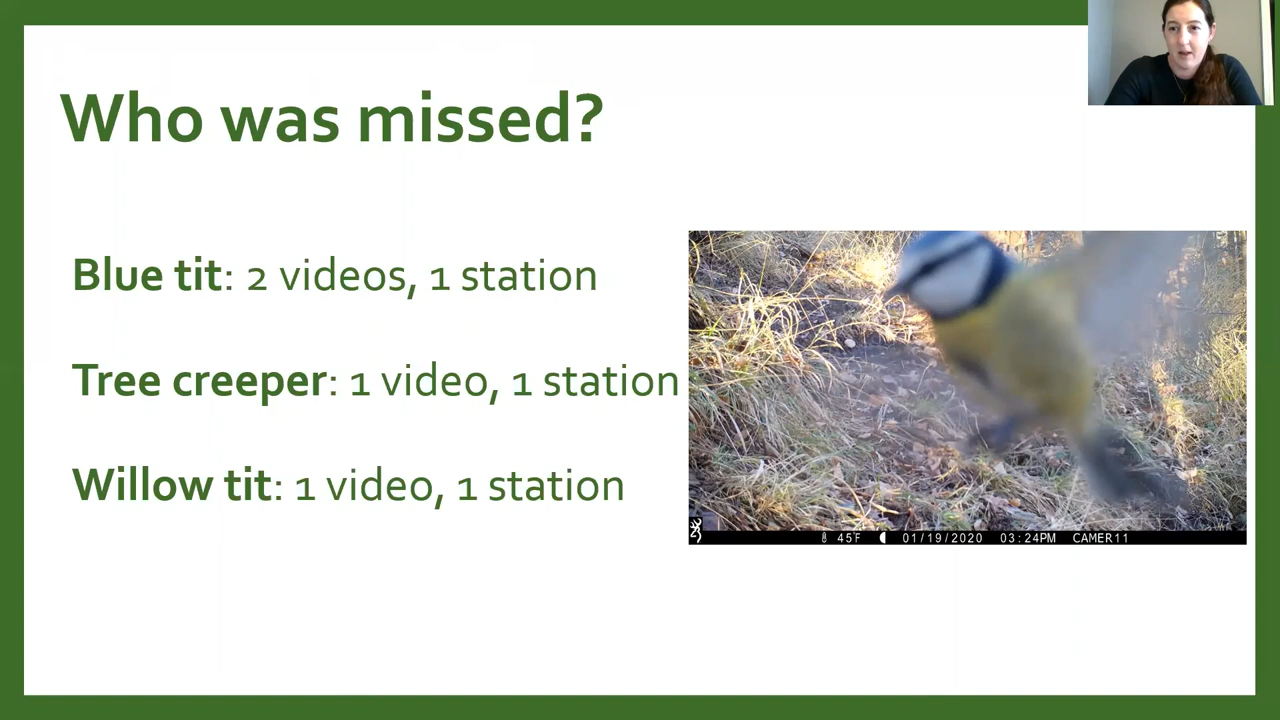 Who was missed?
Blue tit: 2 videos, 1 station
Tree creeper: 1 video, 1 station
Willow tit: 1 video, 1 station
45°F 01/19/2020 03:24PM CAMER11